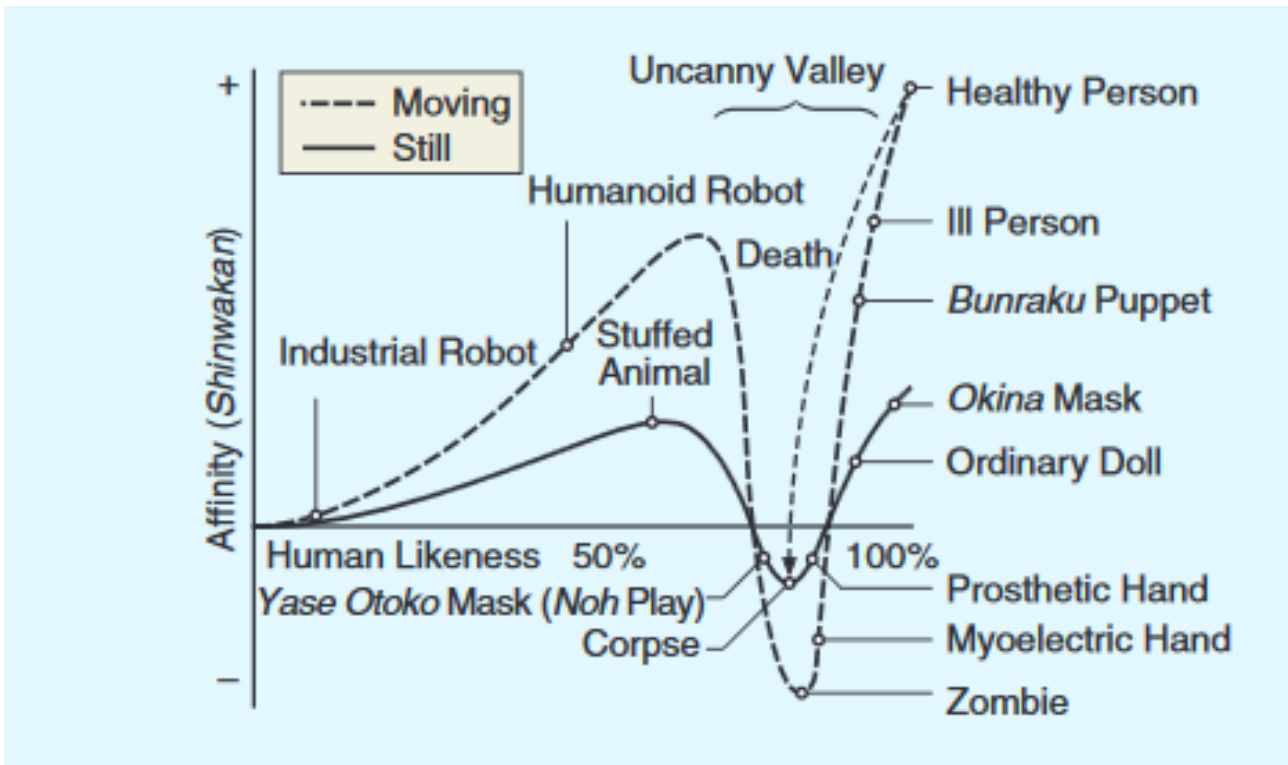 +
Uncanny Valley
Healthy Person
Moving
Still
Humanoid Robot
Ill Person
Death
Bunraku Puppet
Stuffed
Animal
Industrial Robot
Affinity (Shinwakan)
Okina Mask
Ordinary Doll
Human Likeness 50% 100%
Yase Otoko Mask (Noh Play)
Prosthetic Hand
Corpse
Myoelectric Hand
–
Zombie